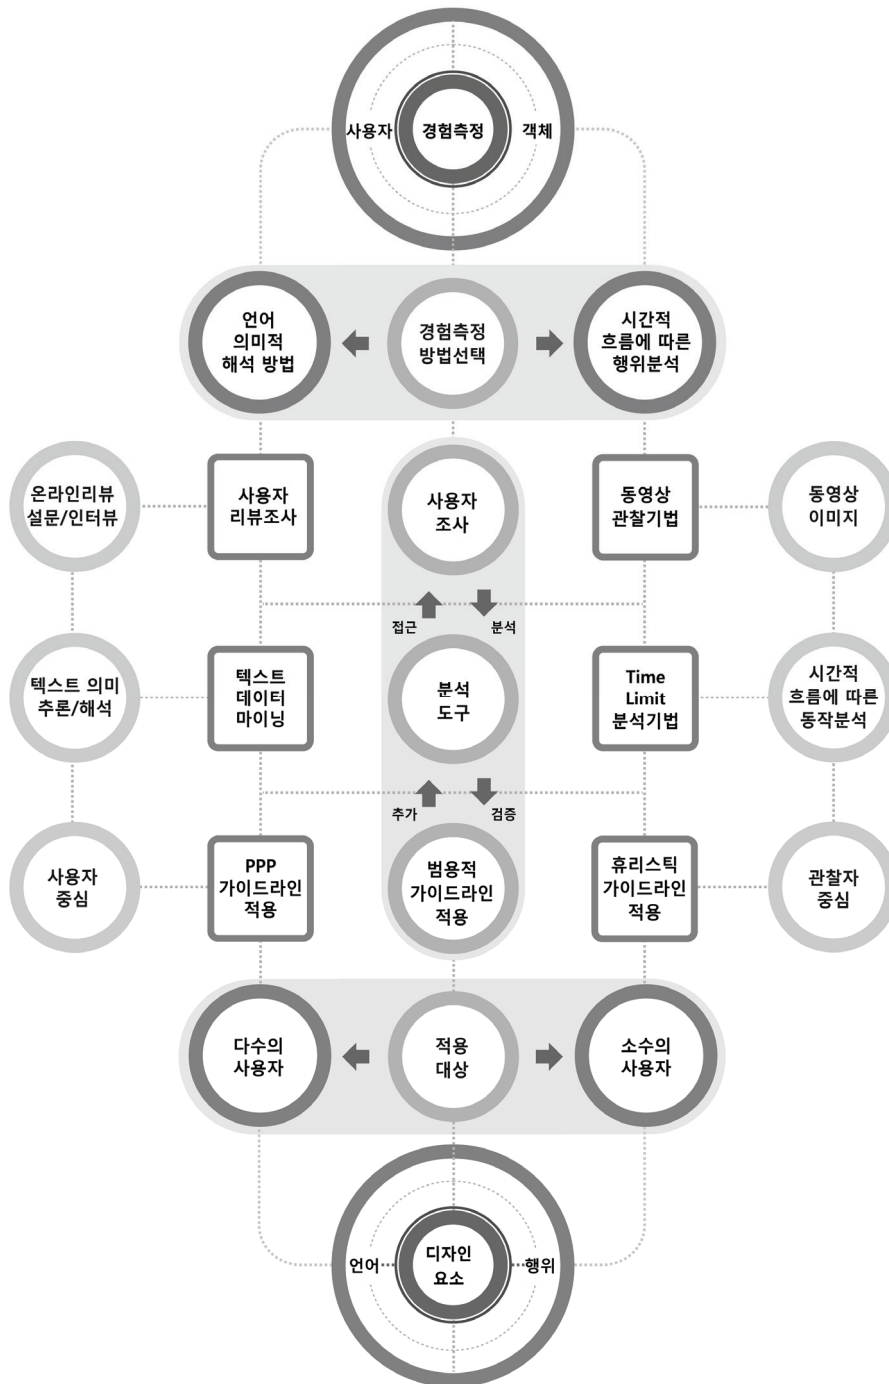 사용자
경험측정
객체
언어
의미적
해석 방법
경험측정
방법선택
시간적
흐름에 따른
행위분석
온라인리뷰
설문/인터뷰
사용자
리뷰조사
사용자
조사
동영상
관찰기법
동영상
이미지
접근
분석
텍스트 의미
추론/해석
텍스트
데이터
마이닝
분석
도구
Time
Limit
분석기법
시간적
흐름에 따른
동작분석
추가
검증
사용자
중심
PPP
가이드라인
적용
범용적
가이드라인
적용
휴리스틱
가이드라인
적용
관찰자
중심
다수의
사용자
적용
대상
소수의
사용자
언어
디자인
요소
행위